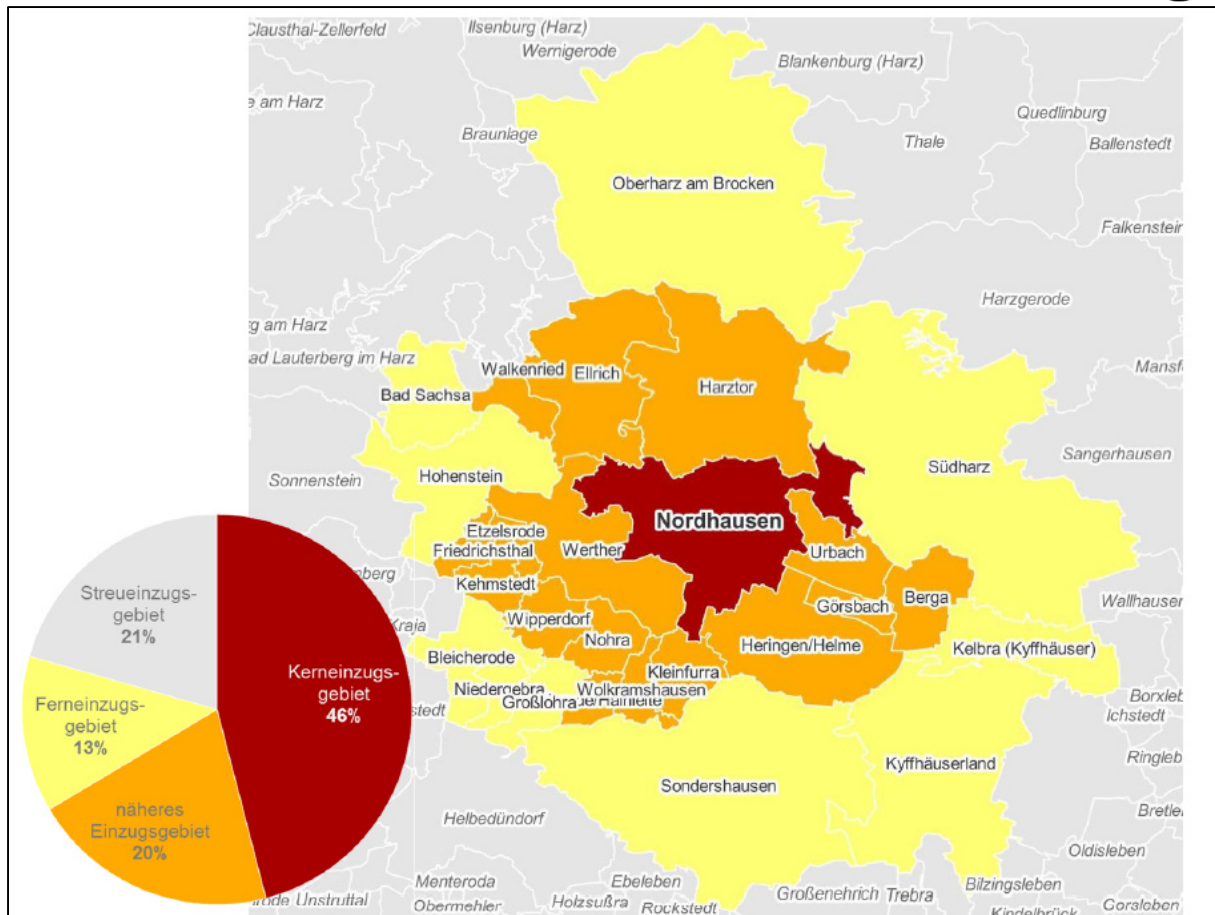 Clausthal-Zellerfeld
Ilsenburg (Harz)
Wernigerode
Blankenburg (Harz)
am Harz
Braunlage
Quedlinburg
Thale
Ballenstedt
Oberharz am Brocken
Falkenstein
Harzgerode
am Harz
Bad Lauterberg im Harz
Walkenried
Ellrich
Harztor
Mansf
Bad Sachsa
Sangerhausen
Südharz
Hohenstein
Sonnenstein
Nordhausen
Etzelsrode
Friedrichsthal
Werther
Urbach
Kehmstedt
Görsbach
Berga
Wallhausen
Wipperdorf
Kraja
Nohra
Heringen/Helme
Kelbra (Kyffhäuser)
Bleicherode
Kleinfurra
Niedergebra
Wolkramshausen
Großlohra
Borxleb
Ichstedt
Kyffhäuserland
Ringleb
Sondershausen
Bretle
Helbedündorf
Oldisleben
Menteroda
Ebeleben
Großenehrich
Trebra
Bilzingsleben
Unstruttal
Obermehler
Holzsußra
Rockstedt
Kindelbrück
Gorsleben
Streueinzugs-
gebiet
21%
Kerneinzugs-
gebiet
46%
Ferneinzugs-
gebiet
13%
näheres
Einzugsgebiet
20%